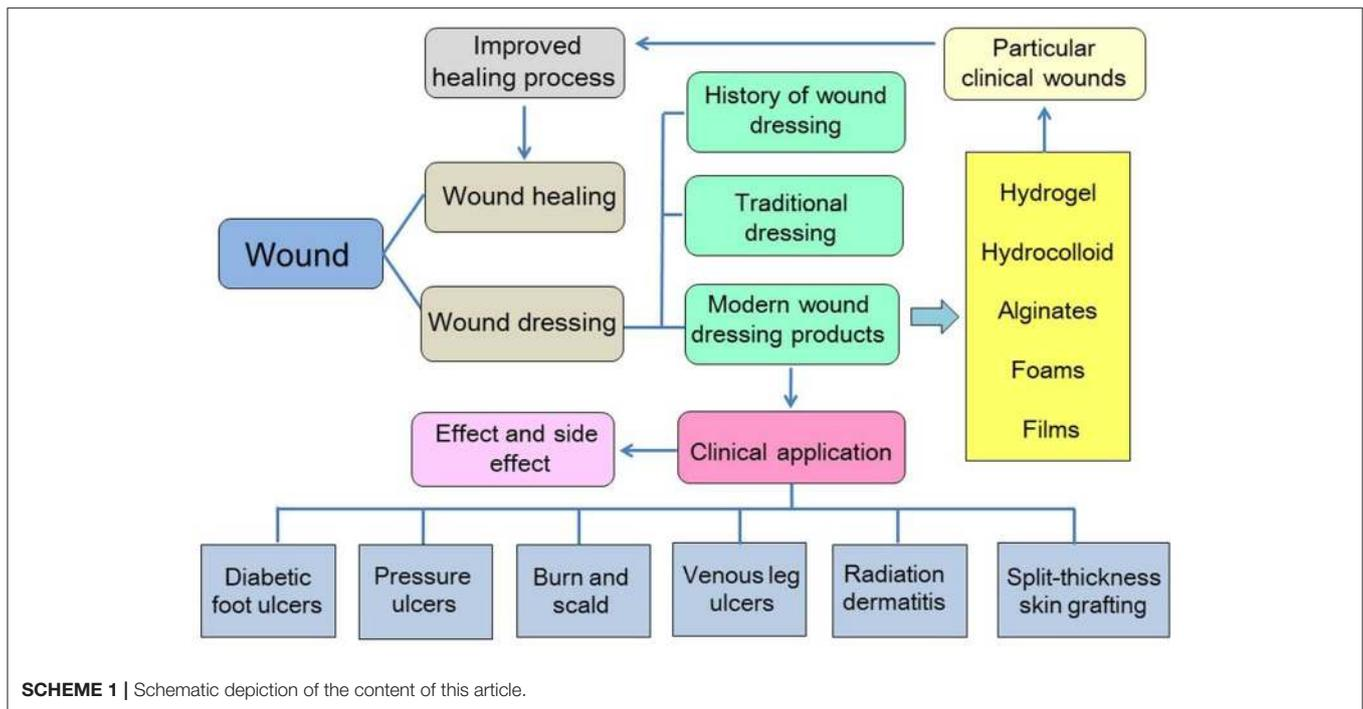 Improved
healing process
Particular
clinical wounds
History of wound
dressing
Wound healing
Traditional
dressing
Wound
Wound dressing
Modern wound
dressing products
Hydrogel
Hydrocolloid
Alginates
Foams
Films
Effect and side
effect
Clinical application
Diabetic
foot ulcers
Pressure
ulcers
Burn and
scald
Venous leg
ulcers
Radiation
dermatitis
Split-thickness
skin grafting
SCHEME 1 | Schematic depiction of the content of this article.